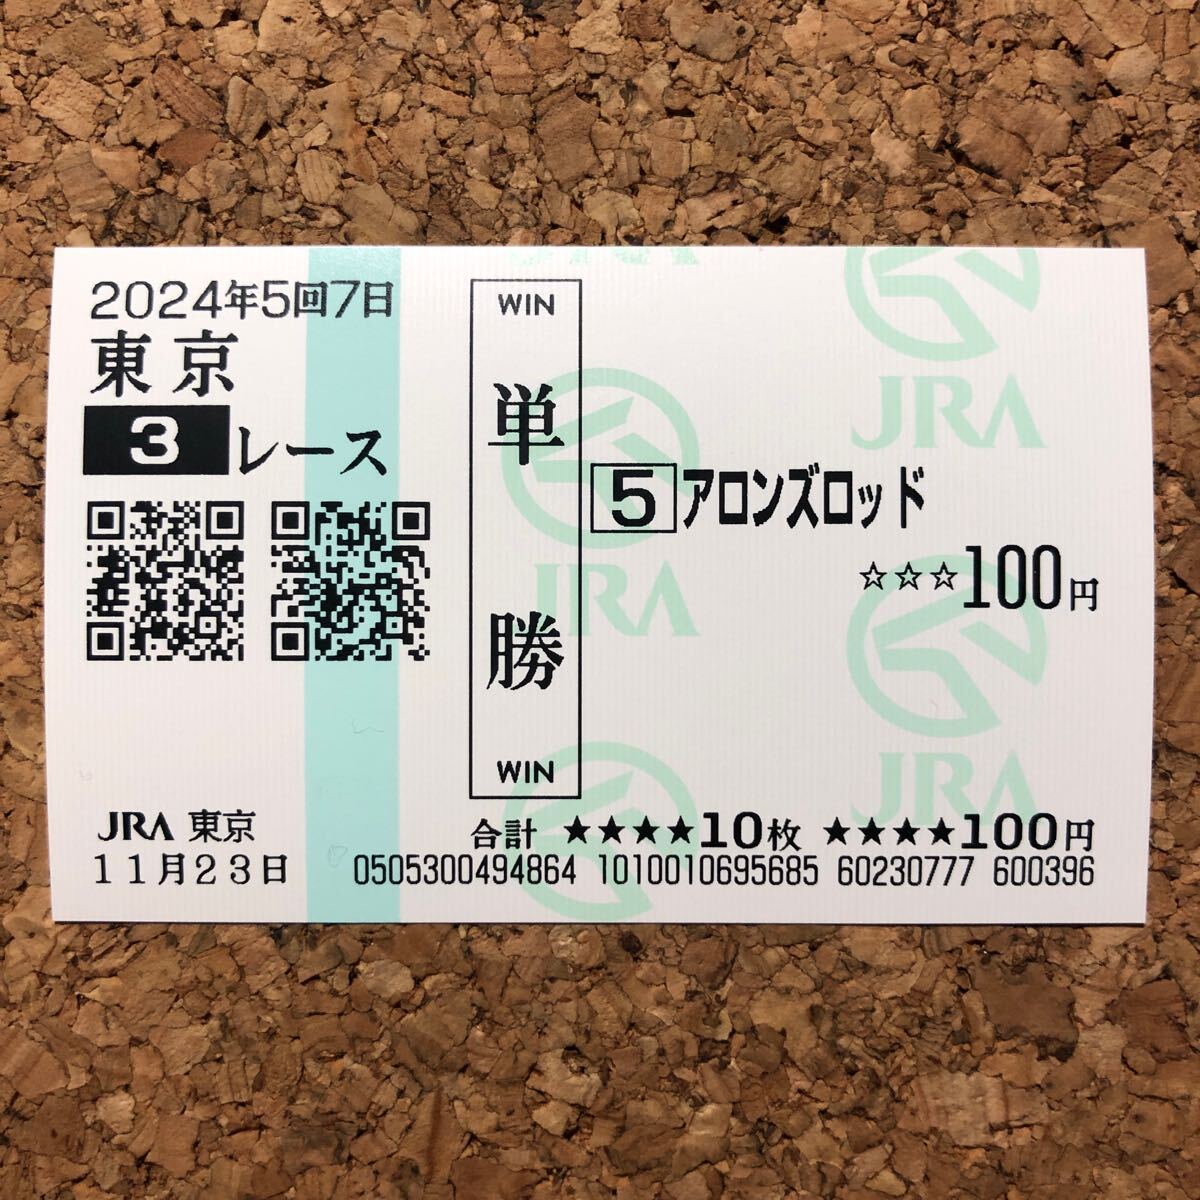 2024年5回7日
東京
3レース
WIN
単勝
WIN
5アロンズロッド
☆☆☆100円
JRA
JRA
JRA
JRA 東京
11月23日
合計 ★★★★10枚 ★★★★100円
0505300494864 1010010695685 60230777 600396